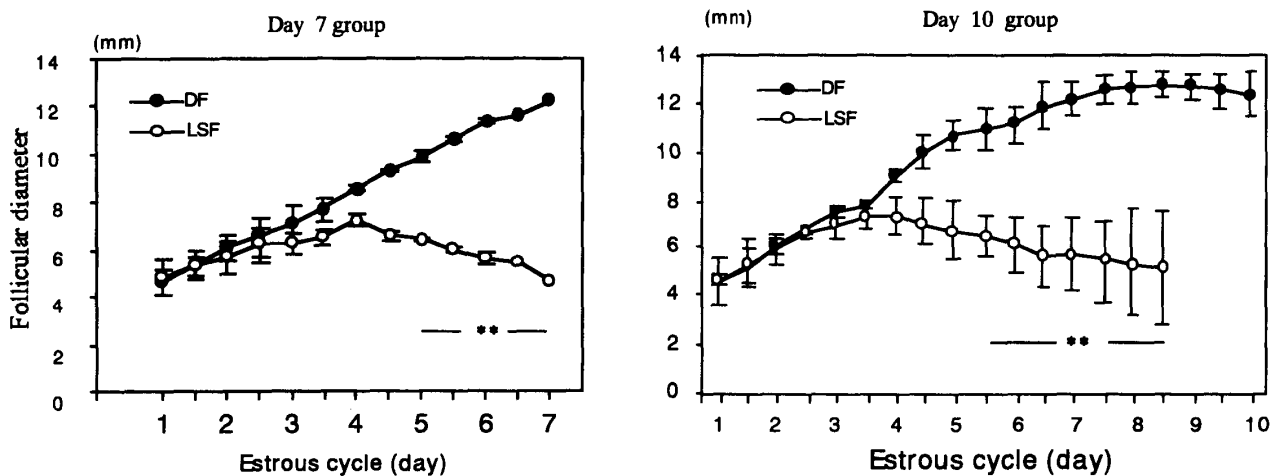 Day 7 group
(mm)
14
12
10
8
6
4
2
0
DF
LSF
**
1 2 3 4 5 6 7
Follicular diameter
Estrous cycle (day)
Day 10 group
(mm)
14
12
10
8
6
4
2
0
DF
LSF
**
1 2 3 4 5 6 7 8 9 10
Estrous cycle (day)